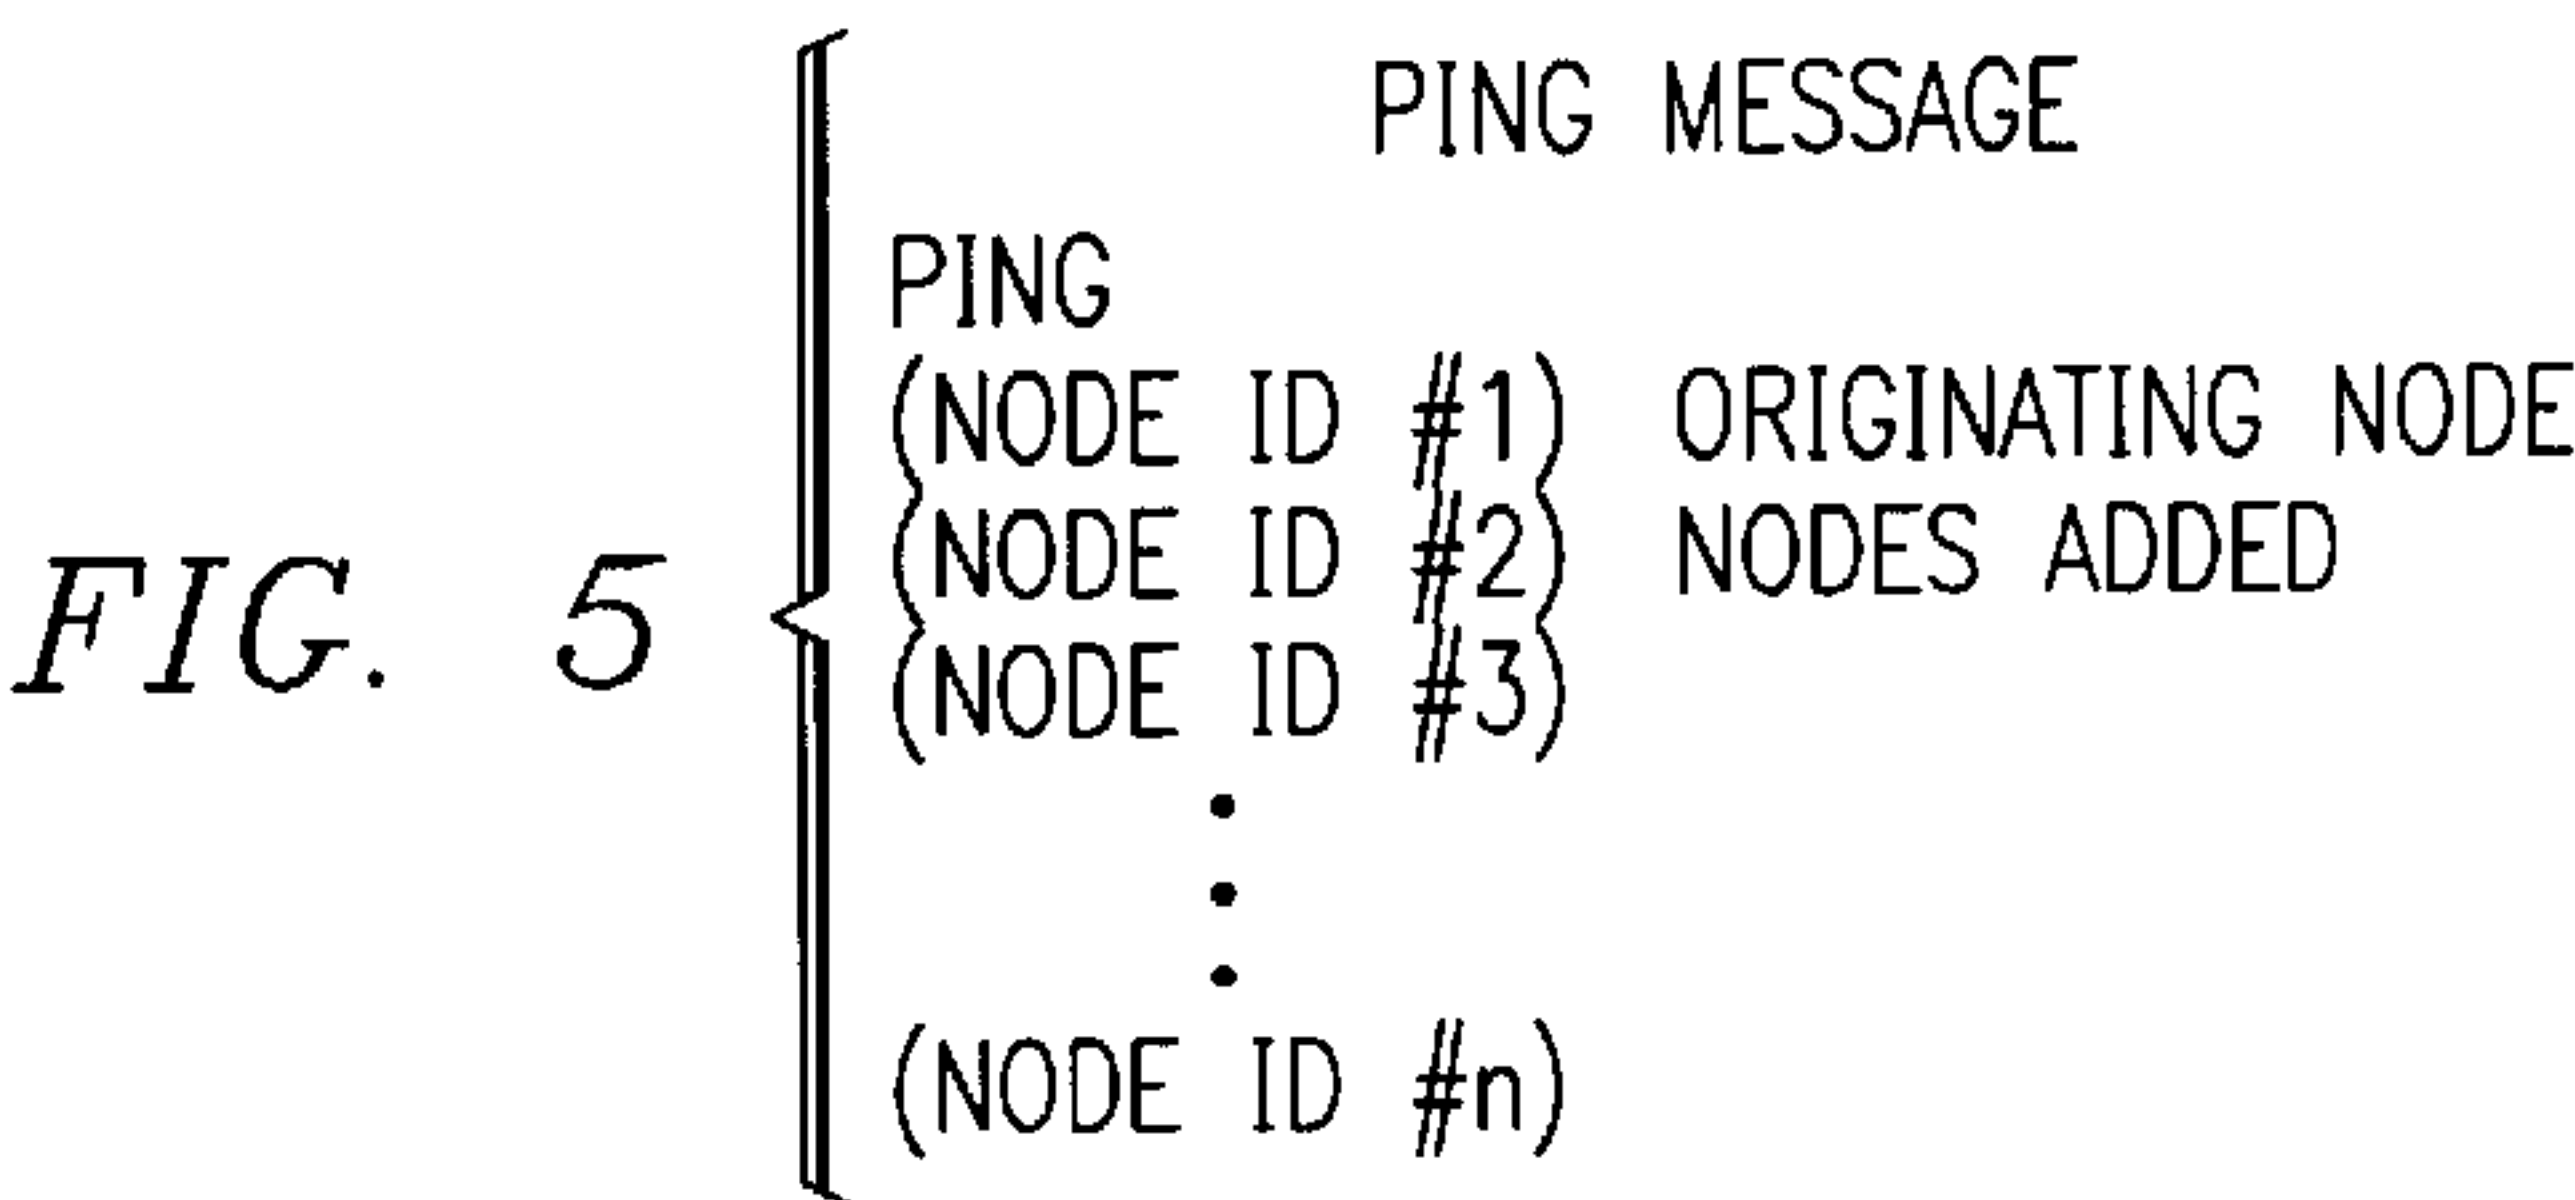 PING MESSAGE
PING
(NODE ID #1) ORIGINATING NODE
(NODE ID #2) NODES ADDED
(NODE ID #3)
(NODE ID #n)
FIG. 5